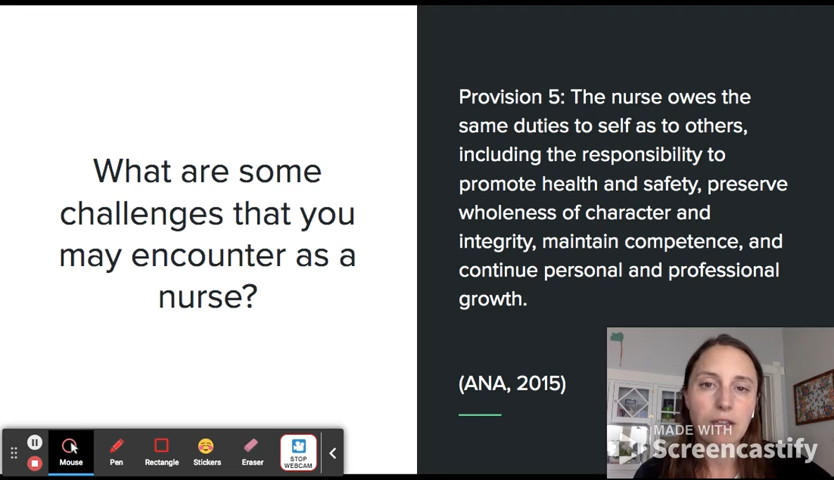 What are some
challenges that you
may encounter as a
nurse?
Provision 5: The nurse owes the
same duties to self as to others,
including the responsibility to
promote health and safety, preserve
wholeness of character and
integrity, maintain competence, and
continue personal and professional
growth.
(ANA, 2015)
MADE WITH
Screencastify
Mouse
Pen
Rectangle
Stickers
Eraser
STOP
WEBCAM